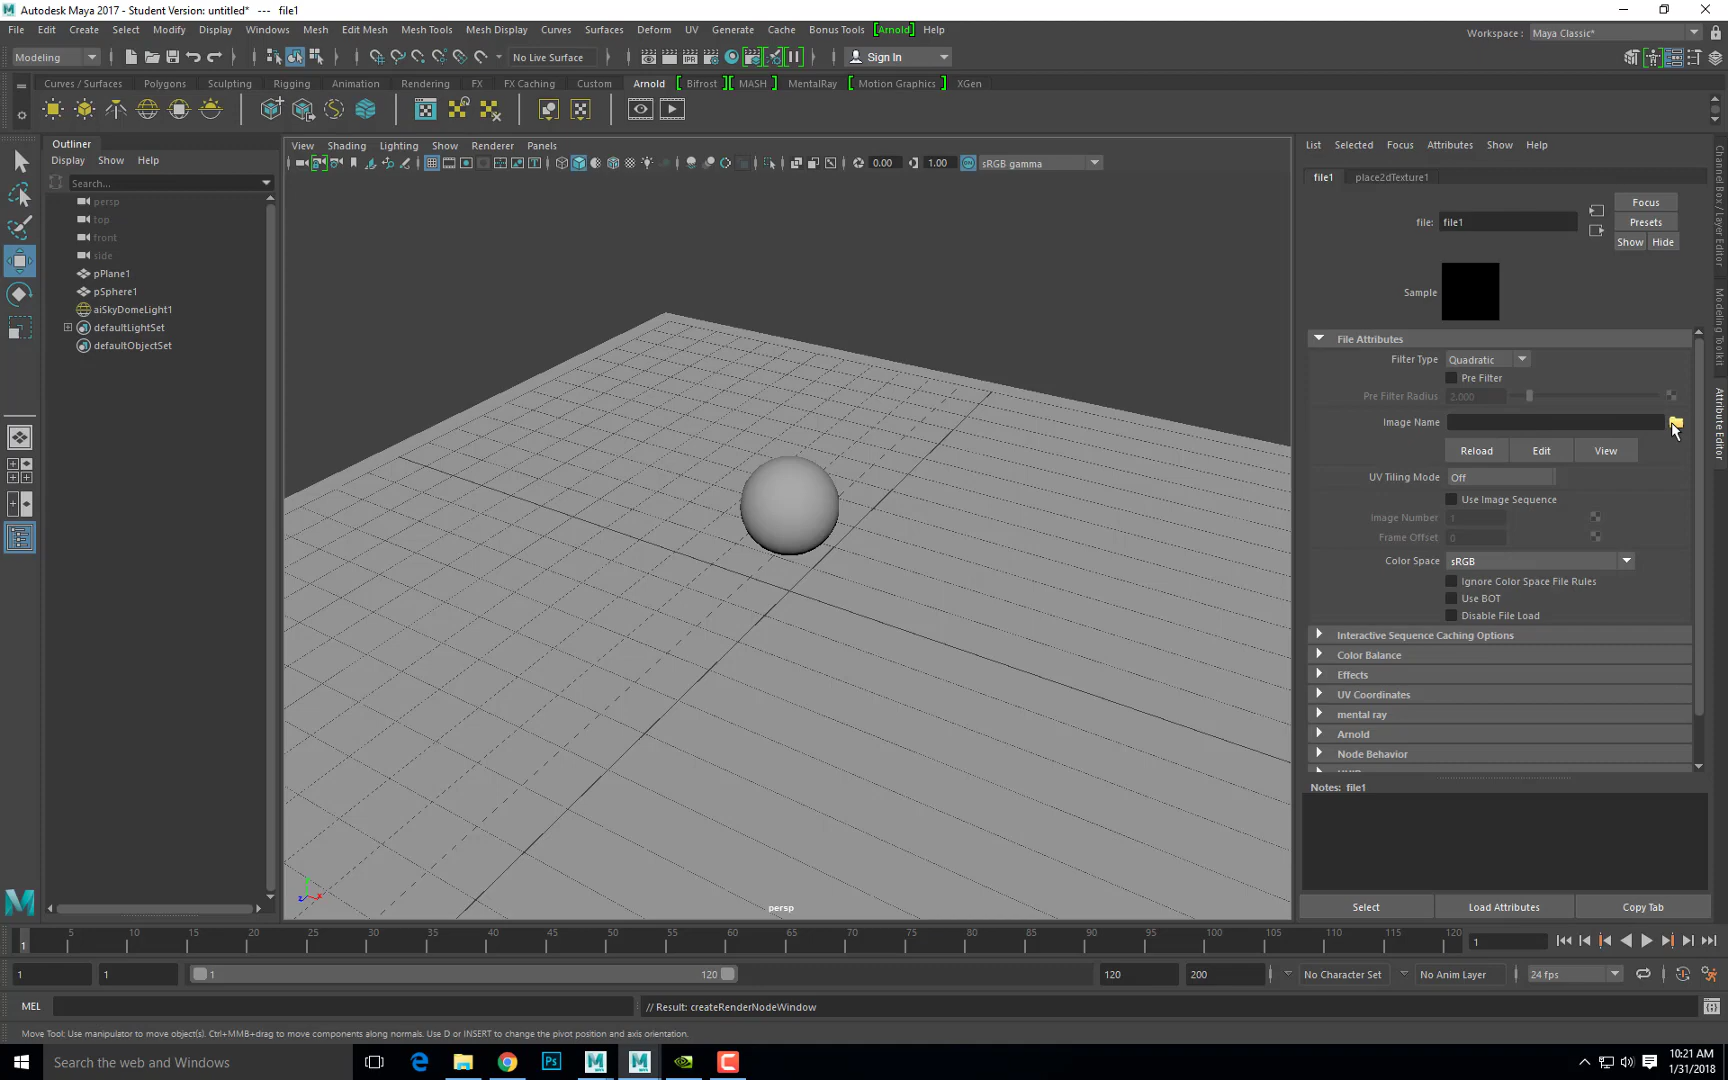 Autodesk Maya 2017 - Student Version: untitled* --- file1
File Edit Create Select Modify Display Windows Mesh Edit Mesh Mesh Tools Mesh Display Curves Surfaces Deform UV Generate Cache Bonus Tools [Arnold] Help
Workspace : Maya Classic*
Modeling
No Live Surface
Sign In
Curves / Surfaces Polygons Sculpting Rigging Animation Rendering FX FX Caching Custom Arnold [ Bifrost ] [ MASH ] MentalRay [ Motion Graphics ] XGen
Outliner
Display Show Help
Search...
persp
top
front
side
pPlane1
pSphere1
aiSkyDomeLight1
defaultLightSet
defaultObjectSet
View Shading Lighting Show Renderer Panels
0.00
1.00
sRGB gamma
persp
List Selected Focus Attributes Show Help
file1 place2dTexture1
file: file1
Focus
Presets
Show Hide
Sample
File Attributes
Filter Type Quadratic
Pre Filter
Pre Filter Radius 2.000
Image Name
Reload Edit View
UV Tiling Mode Off
Use Image Sequence
Image Number 1
Frame Offset 0
Color Space sRGB
Ignore Color Space File Rules
Use BOT
Disable File Load
Interactive Sequence Caching Options
Color Balance
Effects
UV Coordinates
mental ray
Arnold
Node Behavior
Notes: file1
Select Load Attributes Copy Tab
Channel Box / Layer Editor
Modeling Toolkit
Attribute Editor
1 5 10 15 20 25 30 35 40 45 50 55 60 65 70 75 80 85 90 95 100 105 110 115 120
1
1 1 1 120 120 200 No Character Set No Anim Layer 24 fps
MEL
// Result: createRenderNodeWindow
Move Tool: Use manipulator to move object(s). Ctrl+MMB+drag to move components along normals. Use D or INSERT to change the pivot position and axis orientation.
Search the web and Windows
10:21 AM
1/31/2018